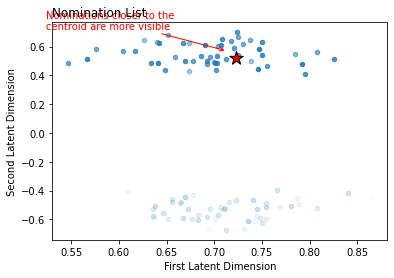 Nomination List
Nominations closer to the
centroid are more visible
0.6
0.4
0.2
0.0
−0.2
−0.4
−0.6
Second Latent Dimension
0.55 0.60 0.65 0.70 0.75 0.80 0.85
First Latent Dimension